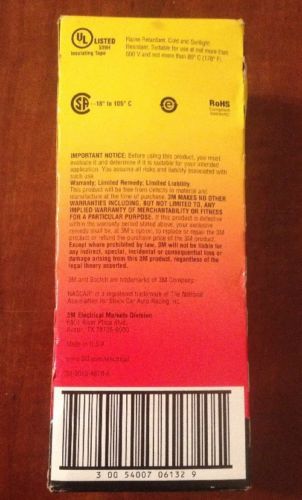 UL
LISTED
Insulating Tape
Flame Retardant, Cold and Sunlight
Resistant. Suitable for use at not more than
600 V and not more than 80° C (176° F).
-18° to 105° C
RoHS
IMPORTANT NOTICE: Before using this product, you must
evaluate it and determine if it is suitable for your intended
application. You assume all risks and liability associated with
such use.
Warranty; Limited Remedy; Limited Liability.
This product will be free from defects in material and
manufacture at the time of purchase. 3M MAKES NO OTHER
WARRANTIES INCLUDING, BUT NOT LIMITED TO, ANY
IMPLIED WARRANTY OF MERCHANTABILITY OR FITNESS
FOR A PARTICULAR PURPOSE. If this product is defective
within the warranty period stated above, your exclusive
remedy shall be, at 3M's option, to replace or repair the 3M
product or refund the purchase price of the 3M product.
Except where prohibited by law, 3M will not be liable for
any indirect, special, incidental or consequential loss or
damage arising from this 3M product, regardless of the
legal theory asserted.
3M and Scotch are trademarks of 3M Company.
NASCAR® is a registered trademark of The National
Association for Stock Car Auto Racing, Inc.
3M Electrical Markets Division
6801 River Place Blvd.
Austin, TX 78726-9000
Made in U.S.A.
www.3M.com/electrical
3 00 54007 06132 9